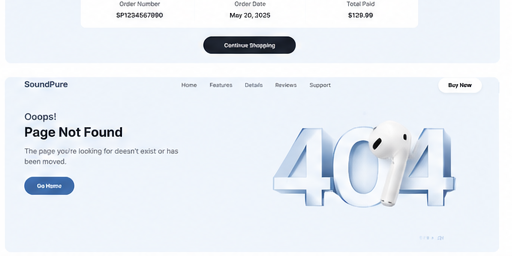 Order Number
Order Date
Total Paid
SP1234567890
May 20, 2025
$129.99
Continue Shopping
SoundPure
Home
Features
Details
Reviews
Support
Buy Now
Ooops!
Page Not Found
The page you're looking for deesn't exist or has
been moved.
Go Home
404